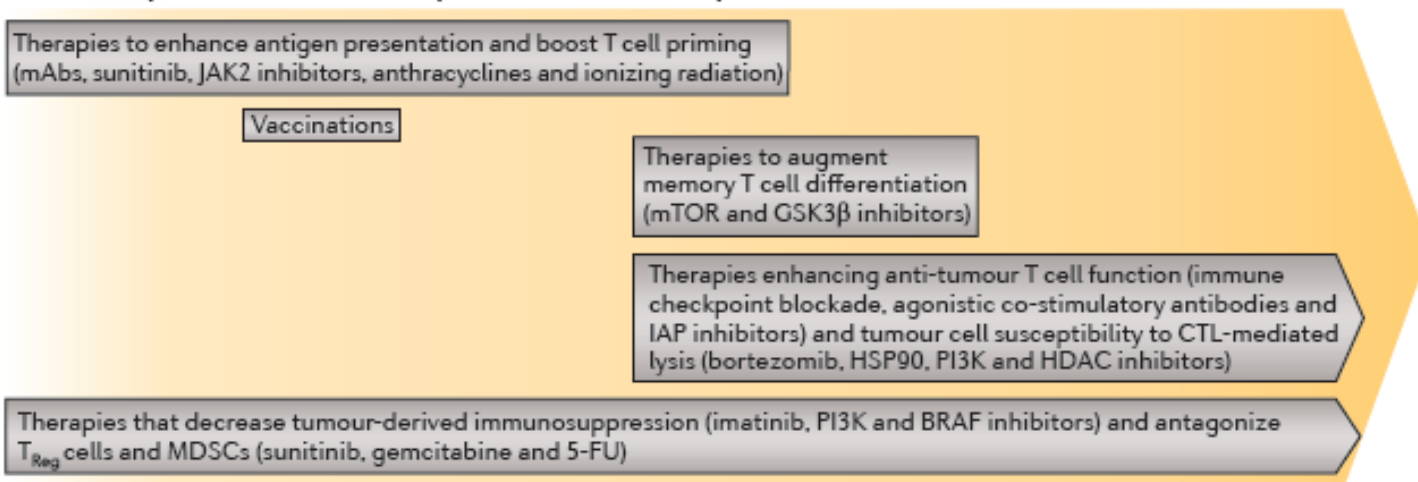 Therapies to enhance antigen presentation and boost T cell priming
(mAbs, sunitinib, JAK2 inhibitors, anthracyclines and ionizing radiation)
Vaccinations
Therapies to augment
memory T cell differentiation
(mTOR and GSK3β inhibitors)
Therapies enhancing anti-tumour T cell function (immune
checkpoint blockade, agonistic co-stimulatory antibodies and
IAP inhibitors) and tumour cell susceptibility to CTL-mediated
lysis (bortezomib, HSP90, PI3K and HDAC inhibitors)
Therapies that decrease tumour-derived immunosuppression (imatinib, PI3K and BRAF inhibitors) and antagonize
TReg cells and MDSCs (sunitinib, gemcitabine and 5-FU)